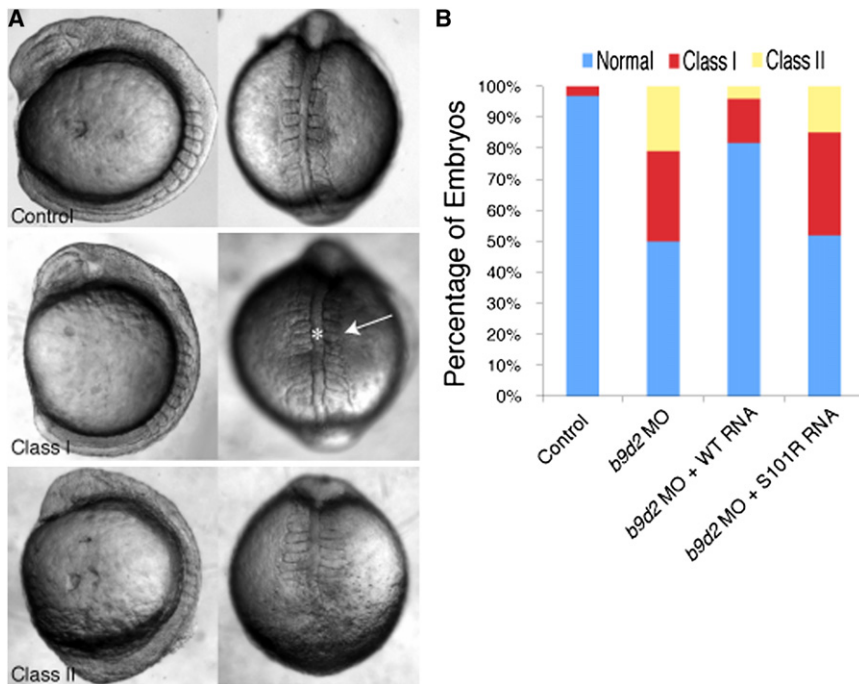 A
Control
Class I
*
Class II
B
Normal Class I Class II
Percentage of Embryos
100%
90%
80%
70%
60%
50%
40%
30%
20%
10%
0%
Control
b9d2 MO
b9d2 MO + WT RNA
b9d2 MO + S101R RNA